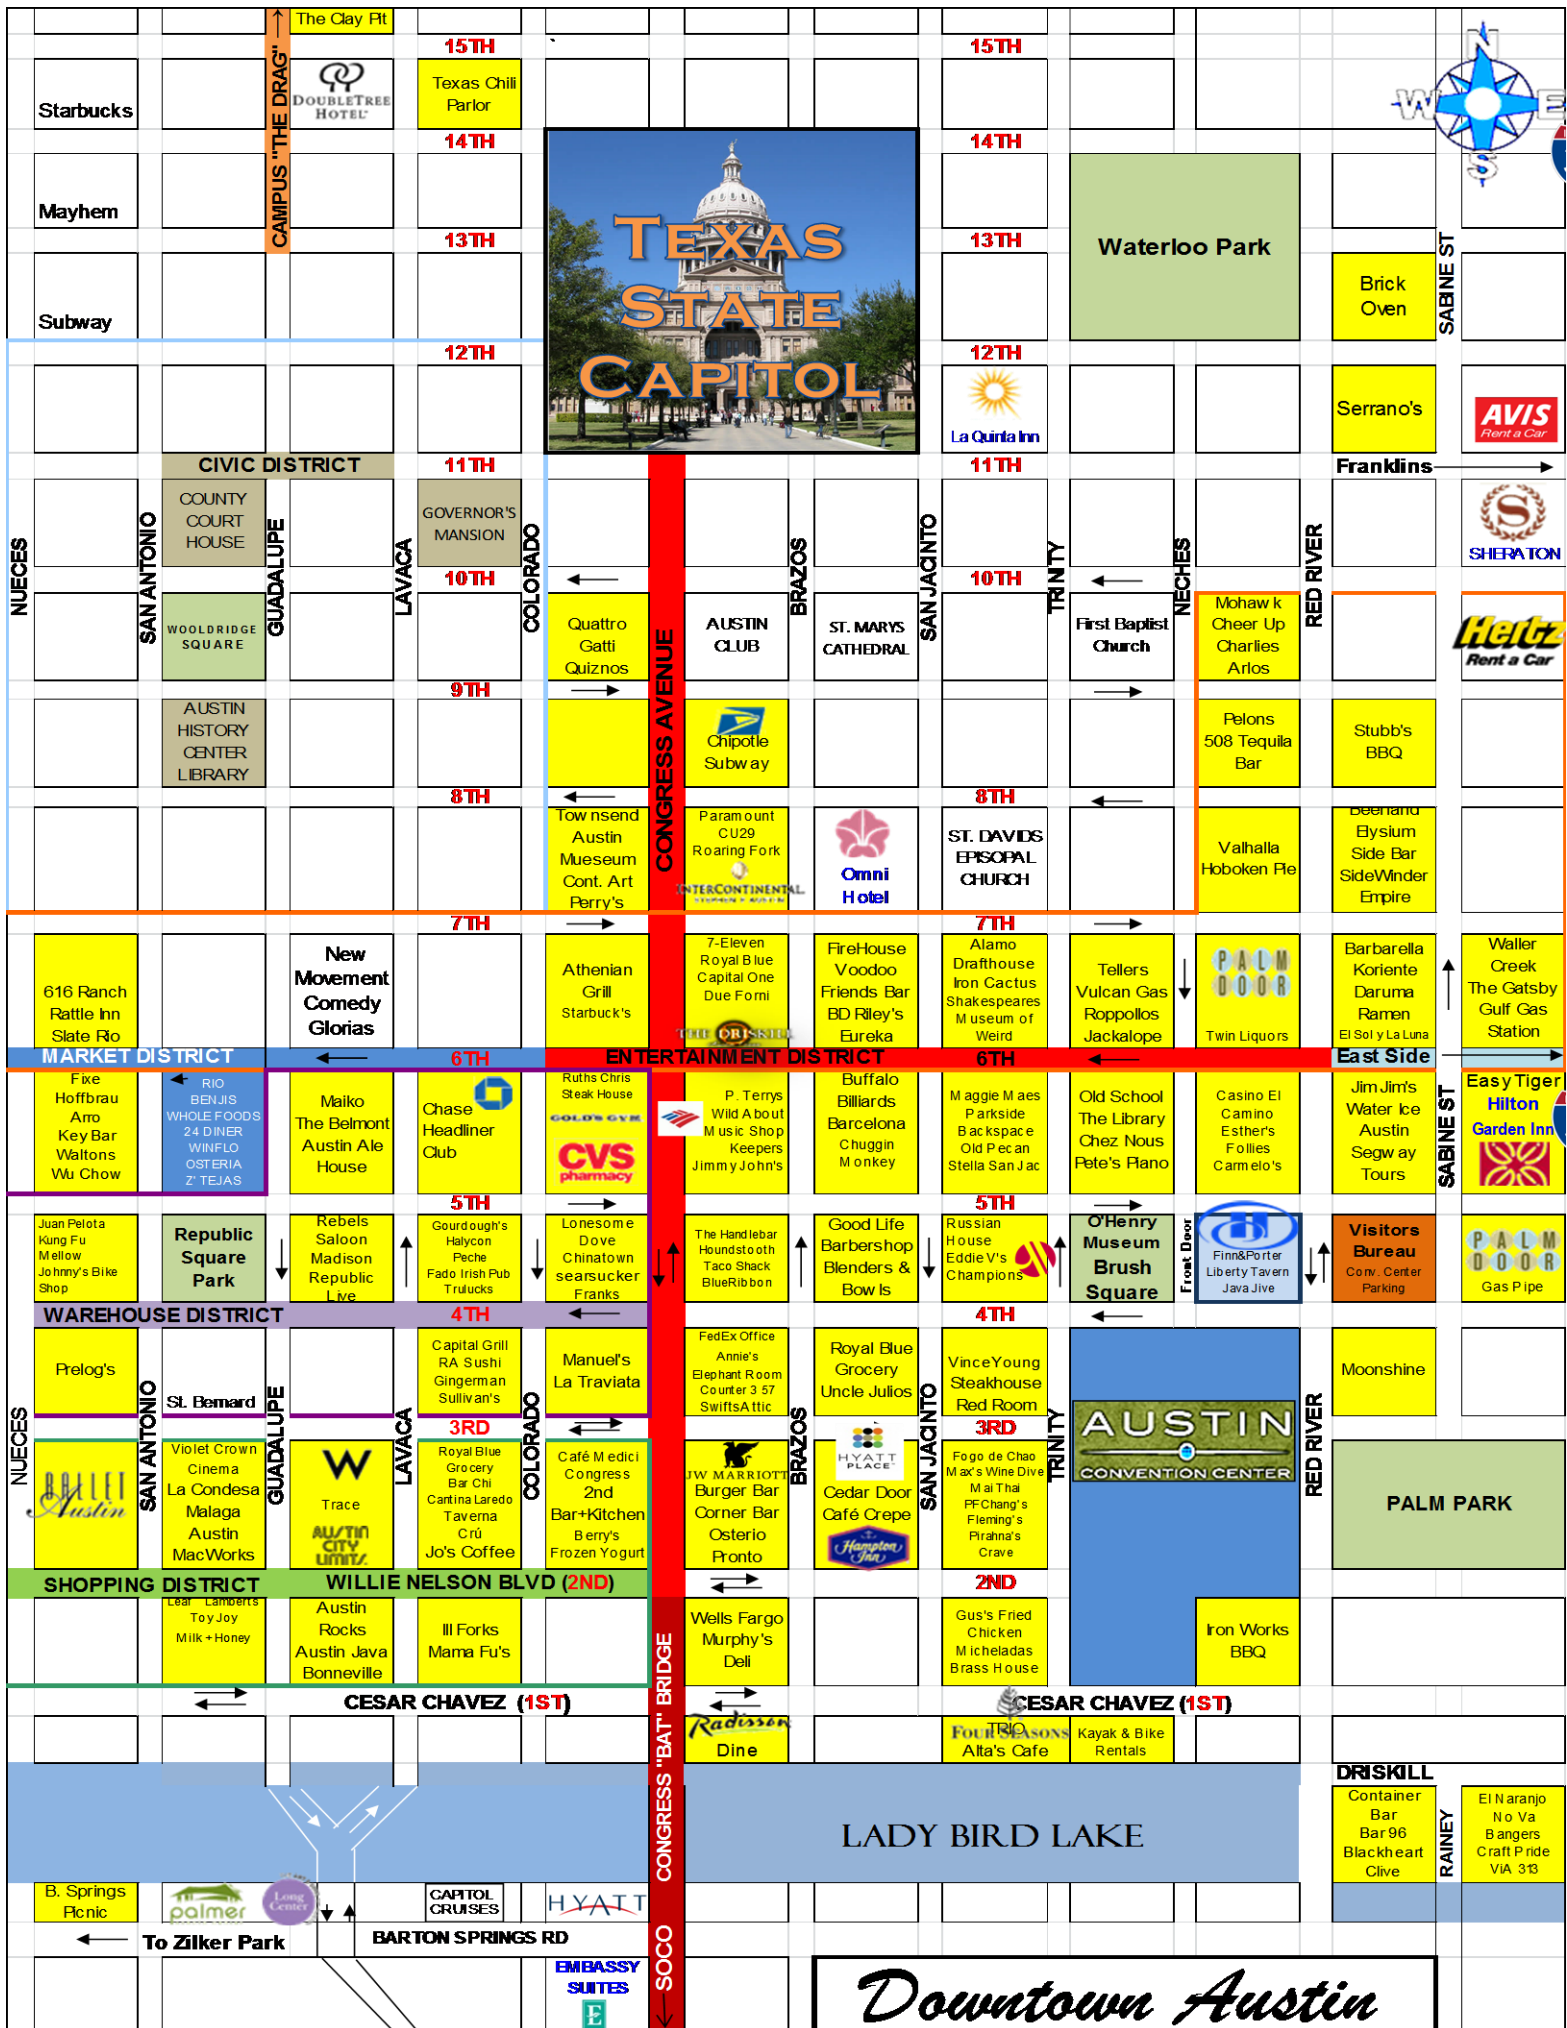 The Clay Pit
15TH
15TH
CAMPUS "THE DRAG"
Starbucks
DOUBLETREE
HOTEL
Texas Chili
Parlor
N
W
E
S
14TH
14TH
Mayhem
13TH
13TH
TEXAS
STATE
CAPITOL
Waterloo Park
Subway
Brick
Oven
SABINE ST
12TH
12TH
La Quinta Inn
Serrano's
AVIS
Rent a Car
CIVIC DISTRICT
11TH
11TH
Franklins
NUECES
SAN ANTONIO
COUNTY
COURT
HOUSE
GUADALUPE
LAVACA
GOVERNOR'S
MANSION
COLORADO
CONGRESS AVENUE
BRAZOS
SAN JACINTO
TRINITY
NECHES
RED RIVER
S
SHERATON
10TH
10TH
WOOLDRIDGE
SQUARE
Quattro
Gatti
Quiznos
AUSTIN
CLUB
ST. MARYS
CATHEDRAL
First Baptist
Church
Mohawk
Cheer Up
Charlies
Arlos
Hertz
Rent a Car
9TH
AUSTIN
HISTORY
CENTER
LIBRARY
Chipotle
Subway
Pelons
508 Tequila
Bar
Stubb's
BBQ
8TH
8TH
Townsend
Austin
Mueseum
Cont. Art
Perry's
Paramount
CU29
Roaring Fork
INTERCONTINENTAL
STEPHEN F. AUSTIN
Omni
Hotel
ST. DAVIDS
EPISCOPAL
CHURCH
Valhalla
Hoboken Pie
Beerland
Elysium
Side Bar
SideWinder
Empire
7TH
7TH
616 Ranch
Rattle Inn
Slate Rio
New
Movement
Comedy
Glorias
Athenian
Grill
Starbuck's
7-Eleven
Royal Blue
Capital One
Due Forni
THE DRISKILL
FireHouse
Voodoo
Friends Bar
BD Riley's
Eureka
Alamo
Drafthouse
Iron Cactus
Shakespeares
Museum of
Weird
Tellers
Vulcan Gas
Roppollos
Jackalope
PALM
DOOR
Twin Liquors
Barbarella
Koriente
Daruma
Ramen
El Sol y La Luna
Waller
Creek
The Gatsby
Gulf Gas
Station
MARKET DISTRICT
6TH
ENTERTAINMENT DISTRICT
6TH
East Side
Fixe
Hoffbrau
Arro
Key Bar
Waltons
Wu Chow
RIO
BENJIS
WHOLE FOODS
24 DINER
WINFLO
OSTERIA
Z' TEJAS
Maiko
The Belmont
Austin Ale
House
Chase
Headliner
Club
Ruths Chris
Steak House
GOLD'S GYM
CVS
pharmacy
P. Terrys
Wild About
Music Shop
Keepers
Jimmy John's
Buffalo
Billiards
Barcelona
Chuggin
Monkey
Maggie Maes
Parkside
Backspace
Old Pecan
Stella San Jac
Old School
The Library
Chez Nous
Pete's Piano
Casino El
Camino
Esther's
Follies
Carmelo's
Jim Jim's
Water Ice
Austin
Segway
Tours
SABINE ST
Easy Tiger
Hilton
Garden Inn
5TH
5TH
Juan Pelota
Kung Fu
Mellow
Johnny's Bike
Shop
Republic
Square
Park
Rebels
Saloon
Madison
Republic
Live
Gourdough's
Halycon
Peche
Fado Irish Pub
Trulucks
Lonesome
Dove
Chinatown
searsucker
Franks
The Handlebar
Houndstooth
Taco Shack
BlueRibbon
Good Life
Barbershop
Blenders &
Bowls
Russian
House
Eddie V's
Champions
O'Henry
Museum
Brush
Square
Front Door
Finn&Porter
Liberty Tavern
Java Jive
Visitors
Bureau
Conv. Center
Parking
PALM
DOOR
Gas Pipe
WAREHOUSE DISTRICT
4TH
4TH
Prelog's
St. Bernard
Capital Grill
RA Sushi
Gingerman
Sullivan's
Manuel's
La Traviata
FedEx Office
Annie's
Elephant Room
Counter 3 57
Swifts Attic
Royal Blue
Grocery
Uncle Julios
Vince Young
Steakhouse
Red Room
AUSTIN
CONVENTION CENTER
Moonshine
3RD
3RD
NUECES
BALLET
Austin
SAN ANTONIO
Violet Crown
Cinema
La Condesa
Malaga
Austin
MacWorks
GUADALUPE
W
Trace
AUSTIN
CITY
LIMITS
LAVACA
Royal Blue
Grocery
Bar Chi
Cantina Laredo
Taverna
Crú
Jo's Coffee
COLORADO
Café Medici
Congress
2nd
Bar+Kitchen
Berry's
Frozen Yogurt
JW MARRIOTT
Burger Bar
Corner Bar
Osterio
Pronto
BRAZOS
HYATT
PLACE
Cedar Door
Café Crepe
Hampton
Inn
SAN JACINTO
Fogo de Chao
Max's Wine Dive
Mai Thai
PFChang's
Fleming's
Pirahna's
Crave
TRINITY
RED RIVER
PALM PARK
SHOPPING DISTRICT
WILLIE NELSON BLVD (2ND)
2ND
Leaf Lamberts
Toy Joy
Milk + Honey
Austin
Rocks
Austin Java
Bonneville
III Forks
Mama Fu's
CONGRESS "BAT" BRIDGE
Wells Fargo
Murphy's
Deli
Gus's Fried
Chicken
Micheladas
Brass House
Iron Works
BBQ
CESAR CHAVEZ (1ST)
CESAR CHAVEZ (1ST)
Radisson
Dine
FOUR SEASONS
TRIO
Alta's Cafe
Kayak & Bike
Rentals
LADY BIRD LAKE
DRISKILL
Container
Bar
Bar 96
Blackheart
Clive
RAINEY
El Naranjo
No Va
Bangers
Craft Pride
ViA 313
B. Springs
Picnic
palmer
Long
Center
CAPITOL
CRUISES
HYATT
To Zilker Park
BARTON SPRINGS RD
SOCO
EMBASSY
SUITES
E
Downtown Austin